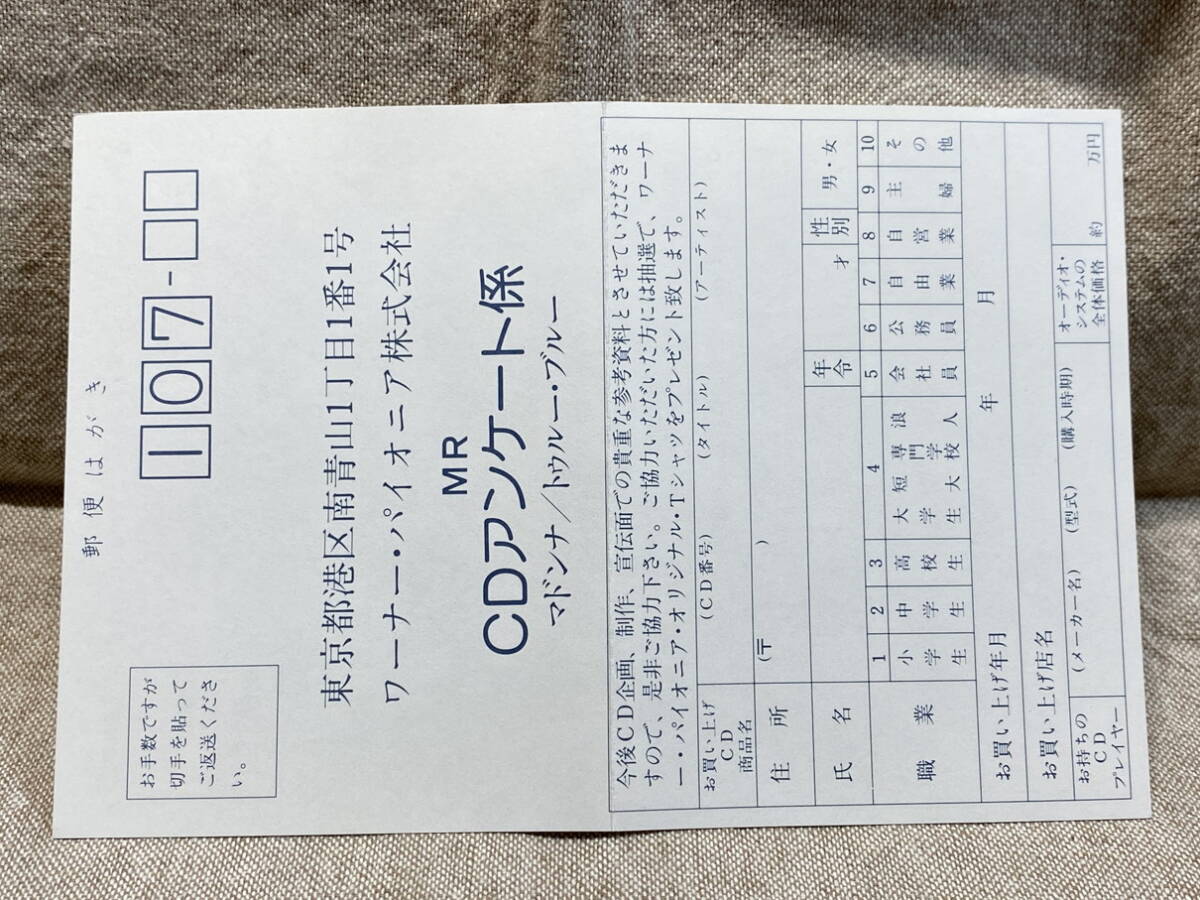 郵便はがき
107-□□
お手数ですが
切手を貼って
ご返送くださ
い。
東京都港区南青山1丁目1番1号
ワーナー・パイオニア株式会社
MR
CDアンケート係
マドンナ/トゥルー・ブルー
今後CD企画、制作、宣伝面での貴重な参考資料とさせていただきま
すので、是非ご協力下さい。ご協力いただいた方には抽選で、ワーナ
ー・パイオニア・オリジナル・Tシャツをプレゼント致します。
お買い上げ
CD
商品名
(CD番号) (タイトル) (アーティスト)
住所
(〒 )
氏名
年令
才
性別
男・女
職業
1 小学生
2 中学生
3 高校生
4 大学生 短大 専門学校 浪人
5 会社員
6 公務員
7 自由業
8 自営業
9 主婦
10 その他
お買い上げ年月 年 月
お買い上げ店名
お持ちの
CD
プレイヤー
(メーカー名) (型式) (購入時期)
オーディオ・
システムの
全体価格
約 万円